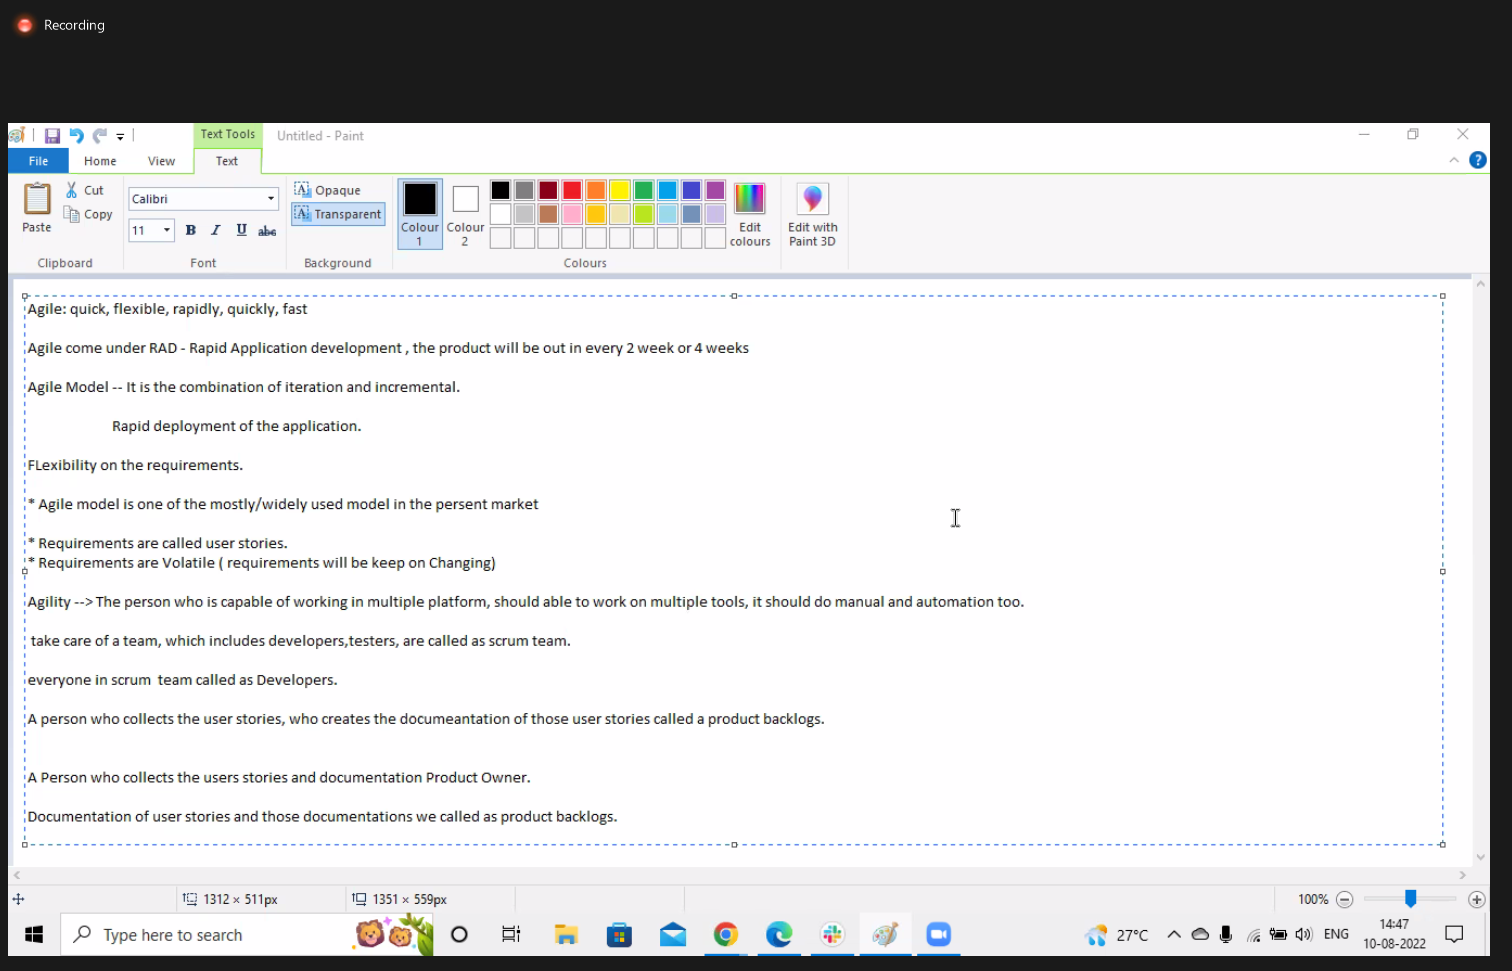 Recording
Text Tools
Untitled - Paint
File
Home
View
Text
Paste
Cut
Copy
Clipboard
Calibri
11
B I U abc
Font
Opaque
Transparent
Background
Colour 1
Colour 2
Edit colours
Colours
Edit with Paint 3D
Agile: quick, flexible, rapidly, quickly, fast
Agile come under RAD - Rapid Application development , the product will be out in every 2 week or 4 weeks
Agile Model -- It is the combination of iteration and incremental.
Rapid deployment of the application.
FLexibility on the requirements.
* Agile model is one of the mostly/widely used model in the persent market
* Requirements are called user stories.
* Requirements are Volatile ( requirements will be keep on Changing)
Agility --> The person who is capable of working in multiple platform, should able to work on multiple tools, it should do manual and automation too.
take care of a team, which includes developers,testers, are called as scrum team.
everyone in scrum  team called as Developers.
A person who collects the user stories, who creates the documeantation of those user stories called a product backlogs.
A Person who collects the users stories and documentation Product Owner.
Documentation of user stories and those documentations we called as product backlogs.
1312 × 511px
1351 × 559px
100%
Type here to search
27°C
ENG
14:47
10-08-2022